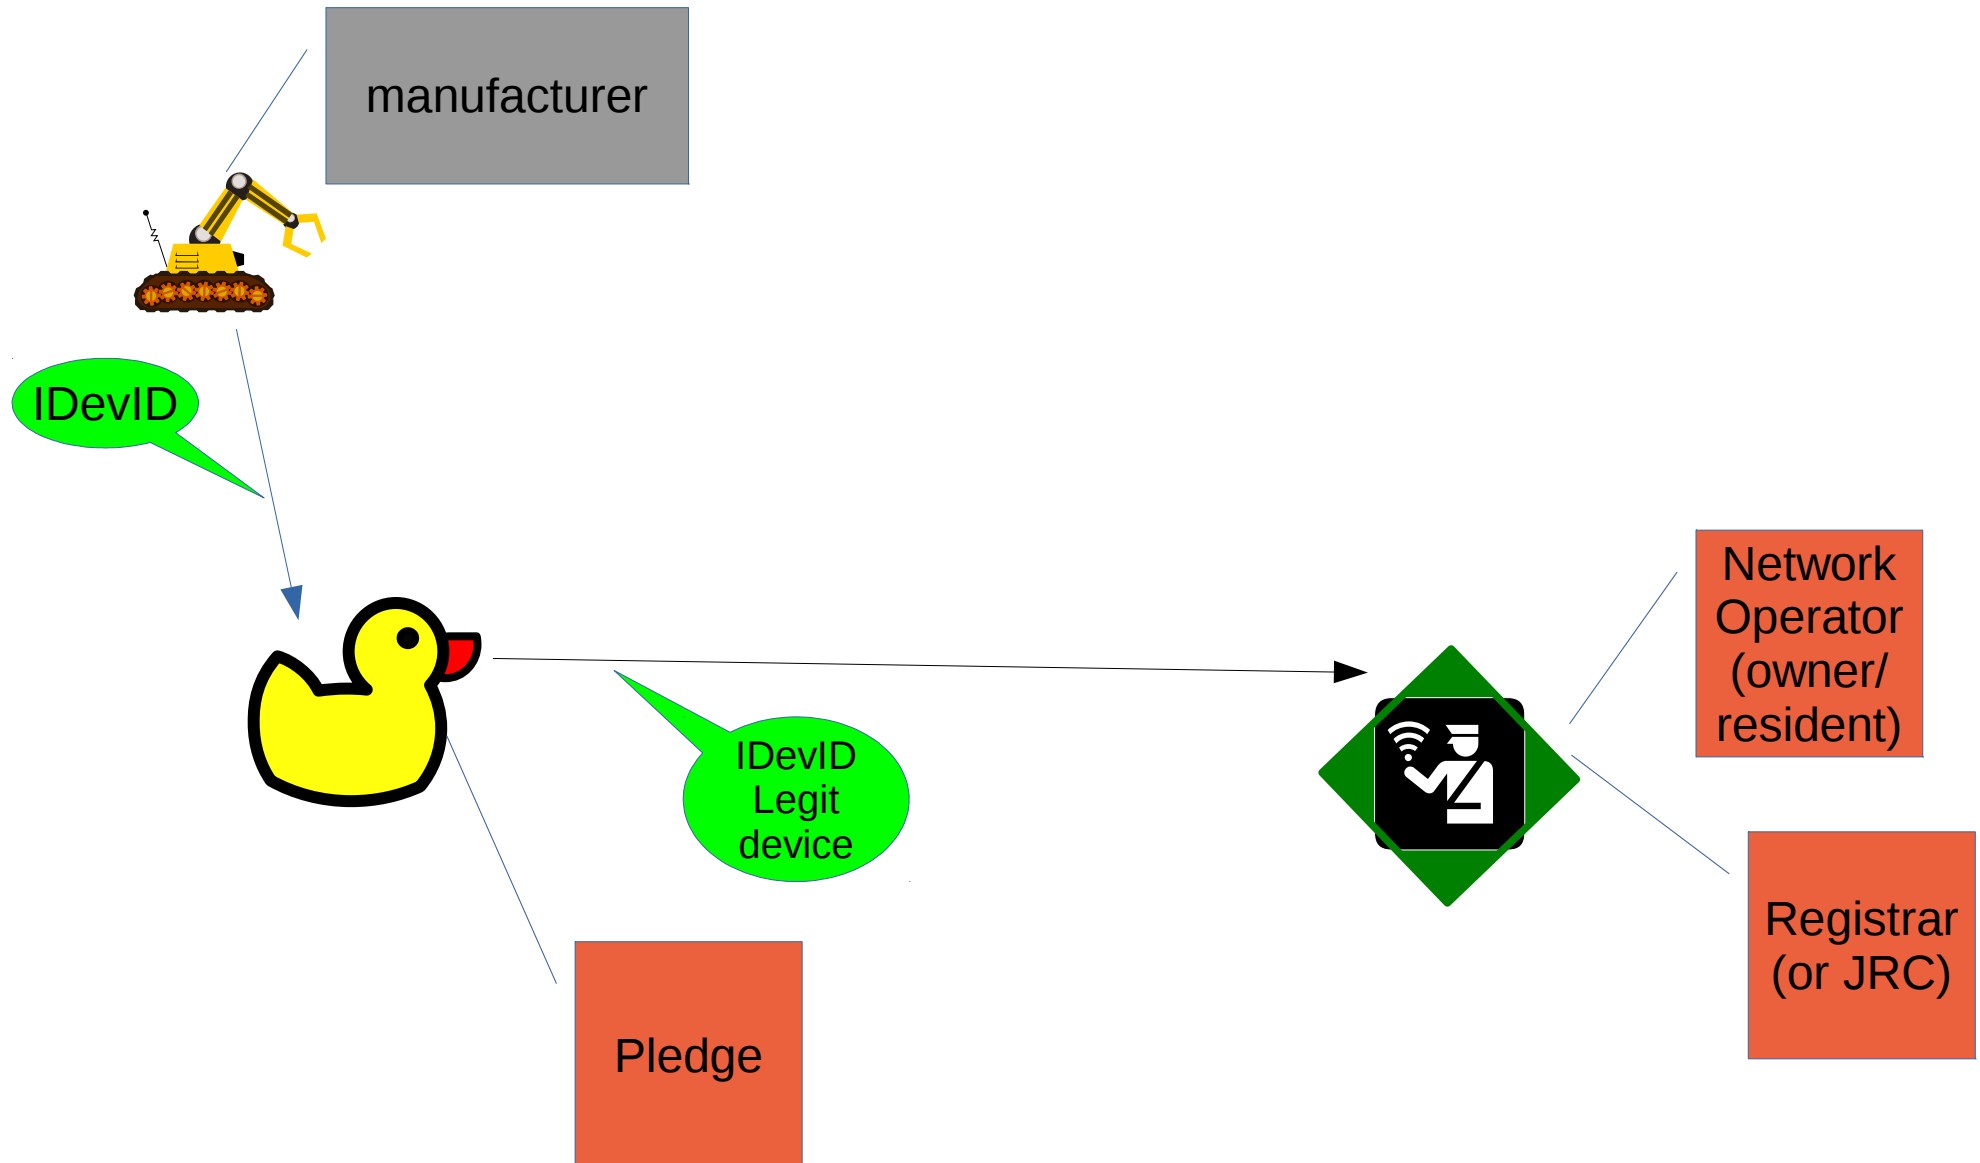 manufacturer
IDevID
Network
Operator
(owner/
resident)
IDevID
Legit
device
Registrar
(or JRC)
Pledge